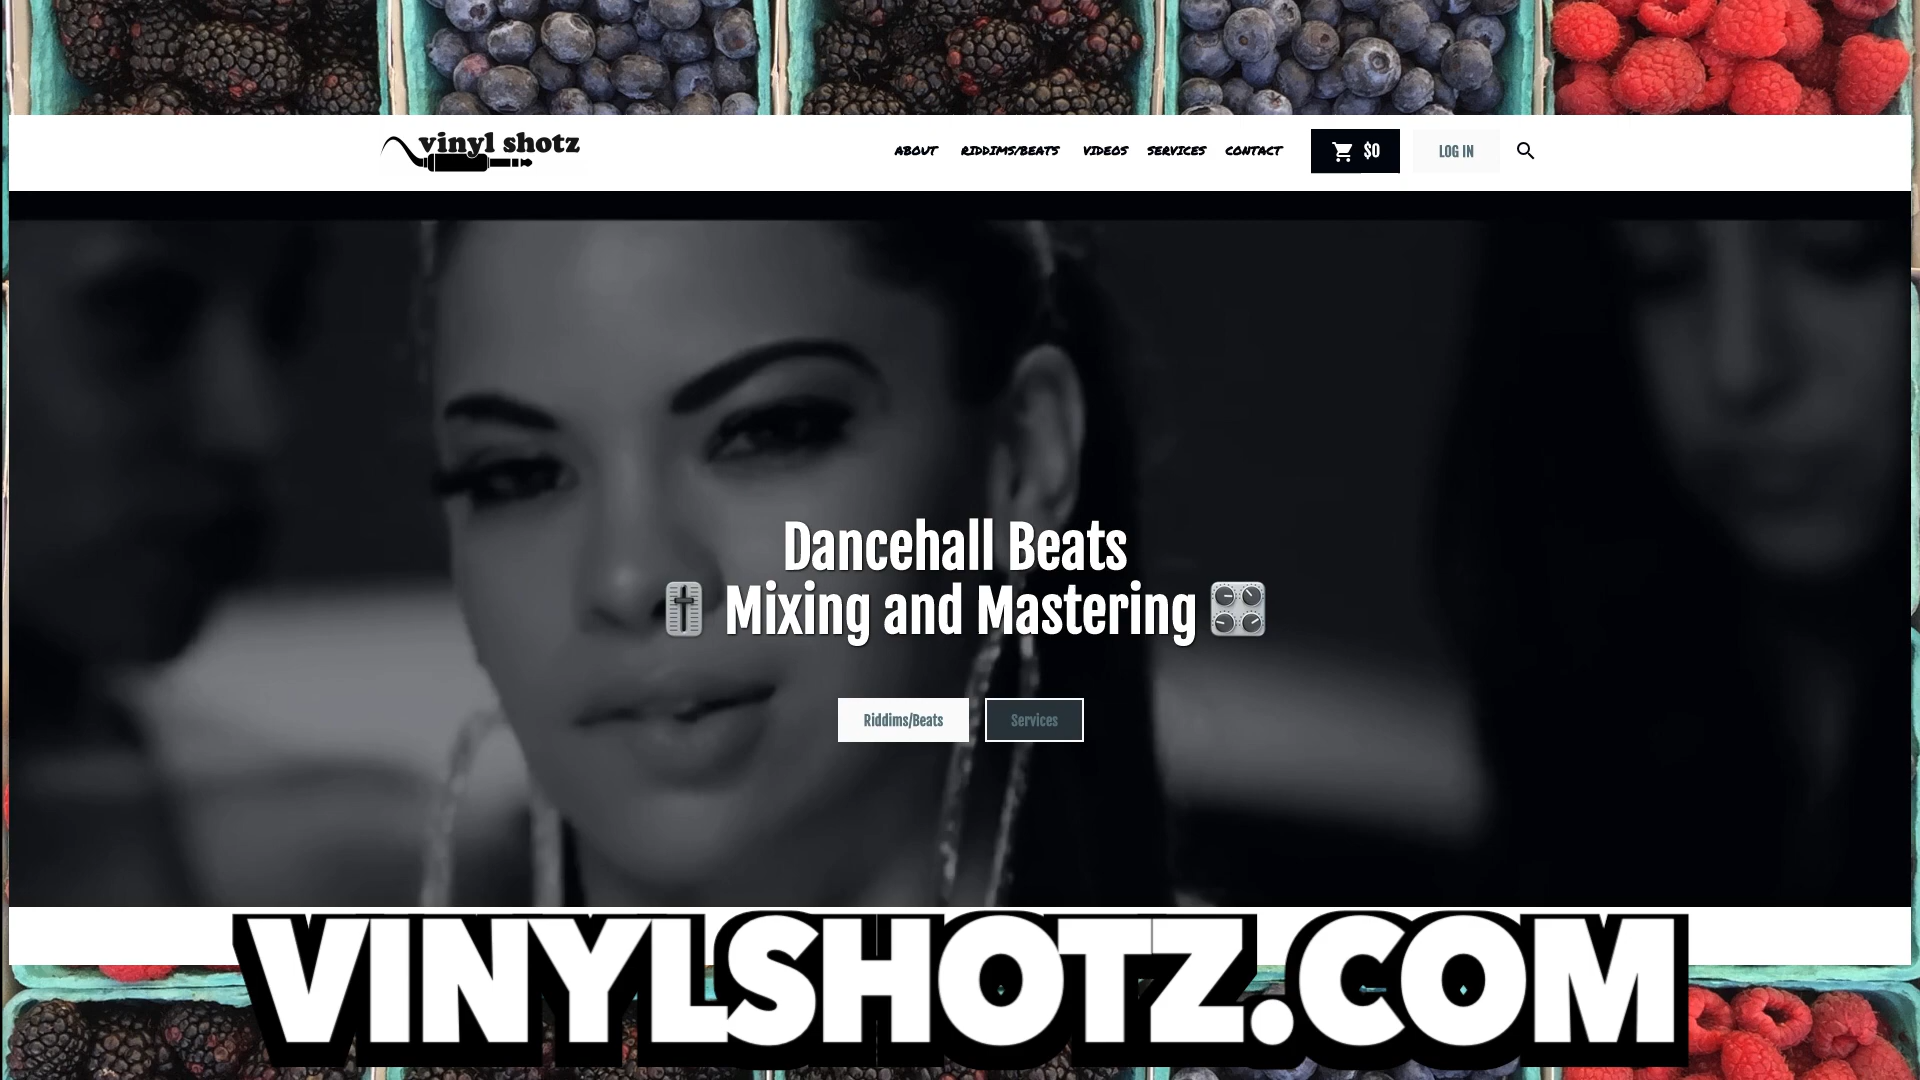 vinyl shotz
ABOUT RIDDIMS/BEATS VIDEOS SERVICES CONTACT $0 LOG IN
Dancehall Beats
Mixing and Mastering
Riddims/Beats Services
VINYLSHOTZ.COM